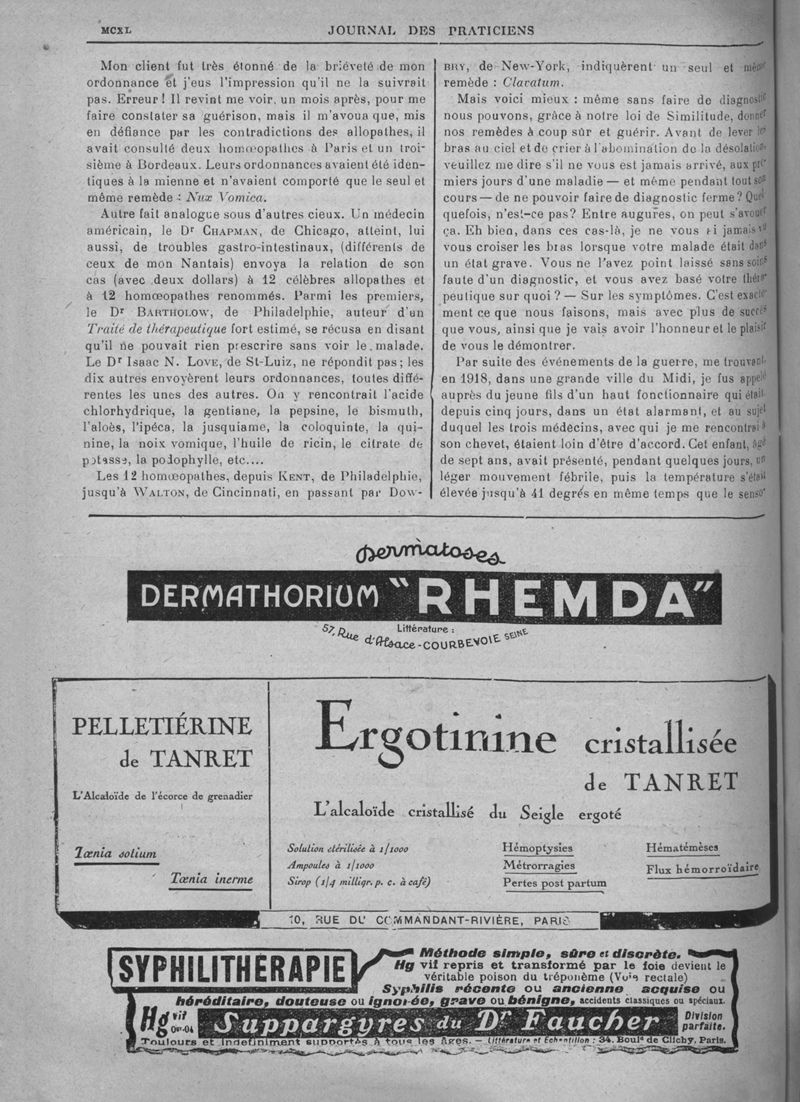 MCXL
JOURNAL DES PRATICIENS
Mon client fut très étonné de la briéveté de mon
ordonnance et j'eus l'impression qu'il ne la suivrait
pas. Erreur ! Il revint me voir, un mois après, pour me
faire constater sa guérison, mais il m'avoua que, mis
en défiance par les contradictions des allopathes, il
avait consulté deux homœopathes à Paris et un troi-
sième à Bordeaux. Leurs ordonnances avaient été iden-
tiques à la mienne et n'avaient comporté que le seul et
même remède : Nux Vomica.
Autre fait analogue sous d'autres cieux. Un médecin
américain, le Dr CHAPMAN, de Chicago, atteint, lui
aussi, de troubles gastro-intestinaux, (différents de
ceux de mon Nantais) envoya la relation de son
cas (avec deux dollars) à 12 célèbres allopathes et
à 12 homœopathes renommés. Parmi les premiers,
le Dr BARTHOLOW, de Philadelphie, auteur d'un
Traité de thérapeutique fort estimé, se récusa en disant
qu'il ne pouvait rien prescrire sans voir le malade.
Le Dr Isaac N. LOVE, de St-Luiz, ne répondit pas ; les
dix autres envoyèrent leurs ordonnances, toutes diffé-
rentes les unes des autres. On y rencontrait l'acide
chlorhydrique, la gentiane, la pepsine, le bismuth,
l'aloès, l'ipéca, la jusquiame, la coloquinte, la qui-
nine, la noix vomique, l'huile de ricin, le citrate de
potasse, la podophylle, etc....
Les 12 homœopathes, depuis KENT, de Philadelphie,
jusqu'à WALTON, de Cincinnati, en passant par DOW-
BRY, de New-York, indiquèrent un seul et même
remède : Claratum.
Mais voici mieux : même sans faire de diagnostic
nous pouvons, grâce à notre loi de Similitude, donner
nos remèdes à coup sûr et guérir. Avant de lever les
bras au ciel et de crier à l'abomination de la désolation
veuillez me dire s'il ne vous est jamais arrivé, aux pre-
miers jours d'une maladie — et même pendant tout son
cours — de ne pouvoir faire de diagnostic ferme ? Quel
quefois, n'est-ce pas? Entre augures, on peut s'avouer
ça. Eh bien, dans ces cas-là, je ne vous ai jamais vu
vous croiser les bras lorsque votre malade était dans
un état grave. Vous ne l'avez point laissé sans soins
faute d'un diagnostic, et vous avez basé votre théra-
peutique sur quoi ? — Sur les symptômes. C'est exacte
ment ce que nous faisons, mais avec plus de succès
que vous, ainsi que je vais avoir l'honneur et le plaisir
de vous le démontrer.
Par suite des événements de la guerre, me trouvant,
en 1918, dans une grande ville du Midi, je fus appelé
auprès du jeune fils d'un haut fonctionnaire qui était
depuis cinq jours, dans un état alarmant, et au sujet
duquel les trois médecins, avec qui je me rencontrai à
son chevet, étaient loin d'être d'accord. Cet enfant, âgé
de sept ans, avait présenté, pendant quelques jours, un
léger mouvement fébrile, puis la température s'était
élevée jusqu'à 41 degrés en même temps que le senso-
Dermatoses
DERMATHORIUM "RHEMDA"
Littérature :
57, Rue d'Alsace - COURBEVOIE SEINE
PELLETIÉRINE
de TANRET
L'Alcaloïde de l'écorce de grenadier
Tœnia solium
Tœnia inerme
Ergotinine cristallisée
de TANRET
L'alcaloïde cristallisé du Seigle ergoté
Solution stérilisée à 1/1000
Ampoules à 1/1000
Sirop (1/4 milligr. p. c. à café)
Hémoptysies
Métrorragies
Pertes post partum
Hématémèses
Flux hémorroïdaire
10, RUE DU COMMANDANT-RIVIÈRE, PARIS
SYPHILITHÉRAPIE
Méthode simple, sûre et discrète.
Hg vif repris et transformé par le foie devient le
véritable poison du tréponème (Voie rectale)
Syphilis récente ou ancienne acquise ou
héréditaire, douteuse ou ignorée, grave ou bénigne, accidents classiques ou spéciaux.
Hg vif 0gr.04 Suppargyres du Dr Faucher Division parfaite.
Toujours et indéfiniment supportés à tous les âges. — Littérature et Echantillon : 34. Boulᵈ de Clichy, Paris.